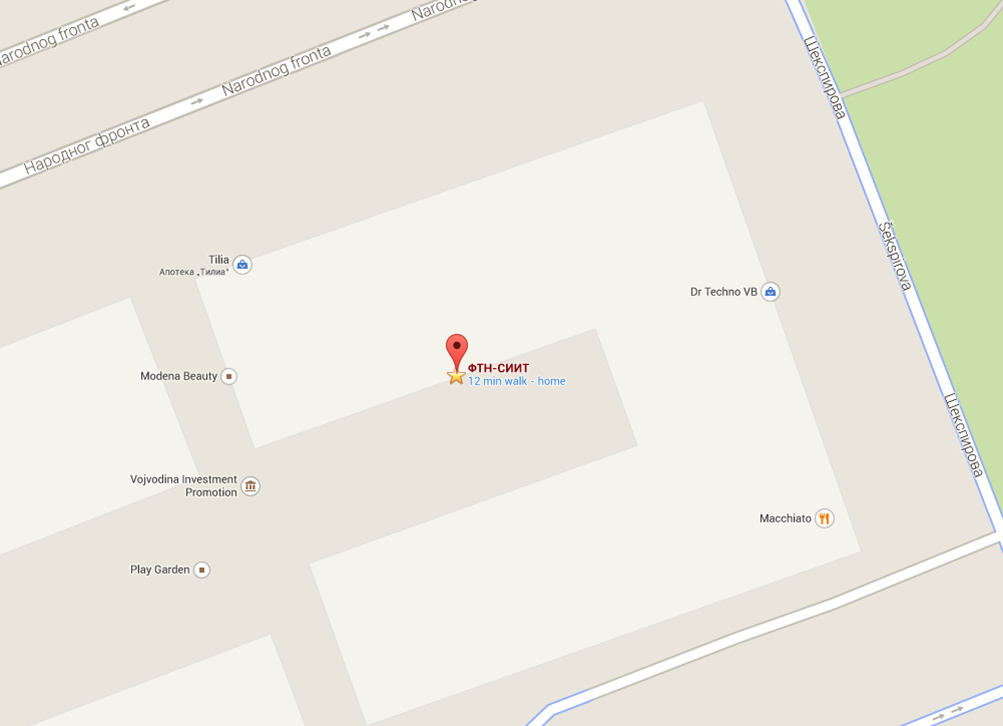 Narodnog
Narodnog fronta
arodnog fronta
Narodnog fronta
Народног фронта
Шекспирова
Šekspirova
Шекспирова
Tilia
Апотека „Тилиа“
Dr Techno VB
ФТН-СИИТ
12 min walk - home
Modena Beauty
Vojvodina Investment
Promotion
Macchiato
Play Garden